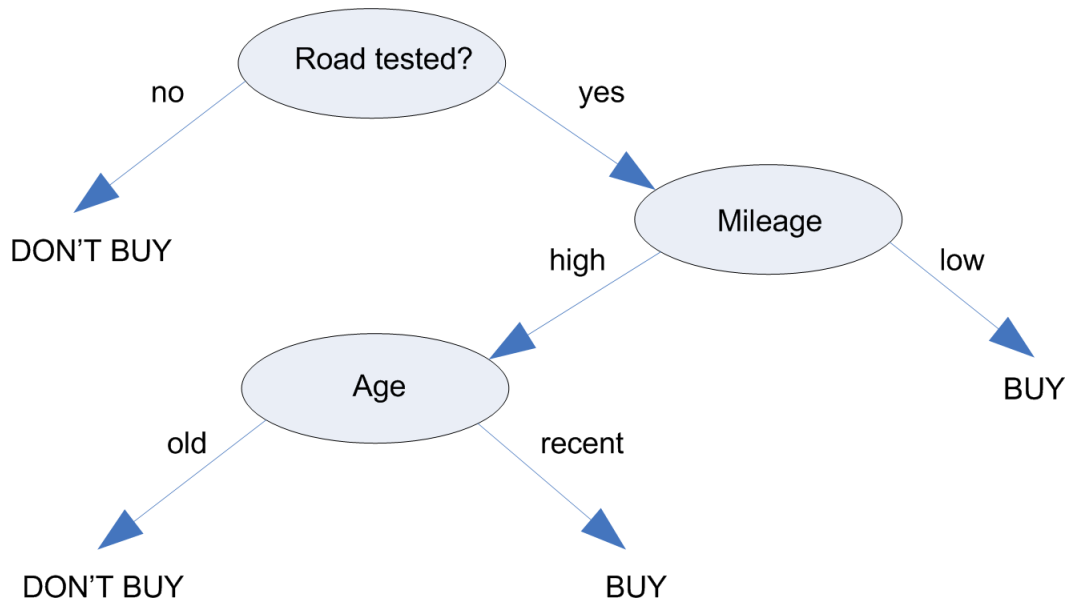 Road tested?
no
yes
DON’T BUY
Mileage
high
low
Age
BUY
old
recent
DON’T BUY
BUY